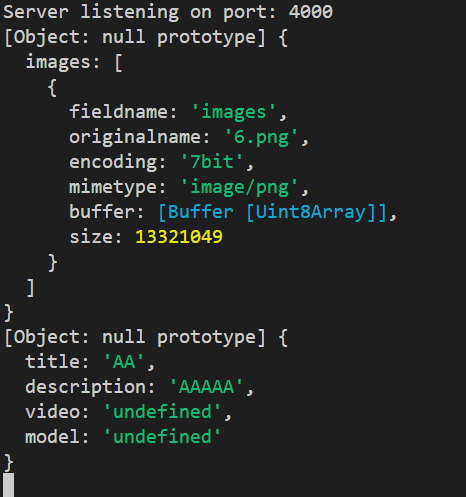 Server listening on port: 4000
[Object: null prototype] {
  images: [
    {
      fieldname: 'images',
      originalname: '6.png',
      encoding: '7bit',
      mimetype: 'image/png',
      buffer: [Buffer [Uint8Array]],
      size: 13321049
    }
  ]
}
[Object: null prototype] {
  title: 'AA',
  description: 'AAAAA',
  video: 'undefined',
  model: 'undefined'
}